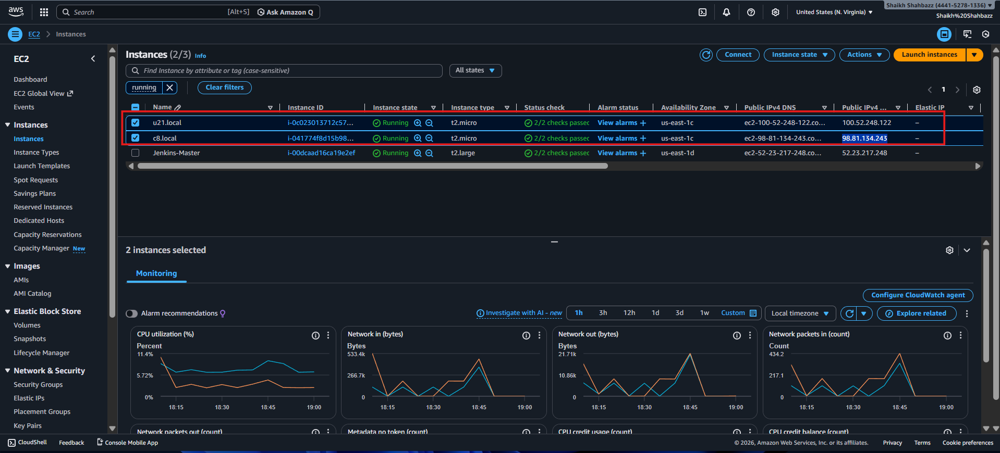 aws
Search [Alt+S] Ask Amazon Q
United States (N. Virginia)
Shaikh Shahbazz (4441-5278-1336)
Shaikh%20Shahbazz
EC2 Instances
EC2
Dashboard
EC2 Global View
Events
Instances
Instances
Instance Types
Launch Templates
Spot Requests
Savings Plans
Reserved Instances
Dedicated Hosts
Capacity Reservations
Capacity Manager New
Images
AMIs
AMI Catalog
Elastic Block Store
Volumes
Snapshots
Lifecycle Manager
Network & Security
Security Groups
Elastic IPs
Placement Groups
Key Pairs
Instances (2/3) Info
Connect Instance state Actions Launch instances
Find Instance by attribute or tag (case-sensitive) All states
running Clear filters
1
Name Instance ID Instance state Instance type Status check Alarm status Availability Zone Public IPv4 DNS Public IPv4 ... Elastic IP
u21.local i-0c023013712c57... Running t2.micro 2/2 checks passec View alarms + us-east-1c ec2-100-52-248-122.co... 100.52.248.122 –
c8.local i-041774f8d15b98... Running t2.micro 2/2 checks passec View alarms + us-east-1c ec2-98-81-134-243.co... 98.81.134.243 –
Jenkins-Master i-00dcaad16ca19e2ef Running t2.large 2/2 checks passec View alarms + us-east-1d ec2-52-23-217-248.co... 52.23.217.248 –
2 instances selected
Monitoring
Configure CloudWatch agent
Alarm recommendations
Investigate with AI - new 1h 3h 12h 1d 3d 1w Custom Local timezone Explore related
CPU utilization (%)
Percent
11.4%
5.72%
0%
18:15 18:30 18:45 19:00
Network in (bytes)
Bytes
533.4k
266.7k
0
18:15 18:30 18:45 19:00
Network out (bytes)
Bytes
21.71k
10.86k
0
18:15 18:30 18:45 19:00
Network packets in (count)
Count
434.2
217.1
0
18:15 18:30 18:45 19:00
Network packets out (count) Metadata no token (count) CPU credit usage (count) CPU credit balance (count)
CloudShell Feedback Console Mobile App
© 2026, Amazon Web Services, Inc. or its affiliates. Privacy Terms Cookie preferences